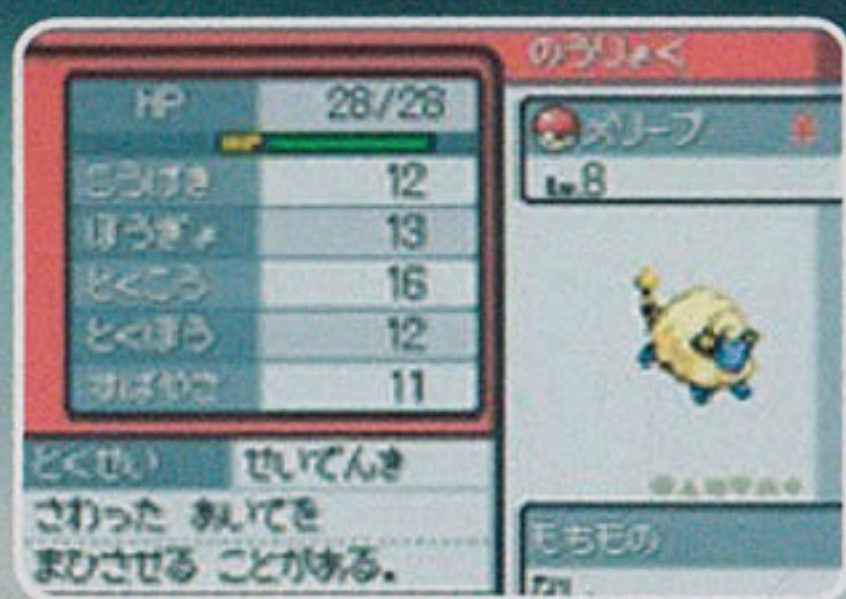 のうりょく
HP 28/28
HP
こうげき 12
ぼうぎょ 13
とくこう 16
とくぼう 12
すばやさ 11
とくせい せいでんき
さわった あいてを
まひさせる ことがある。
メリープ ♀
Lv.8
もちもの
なし